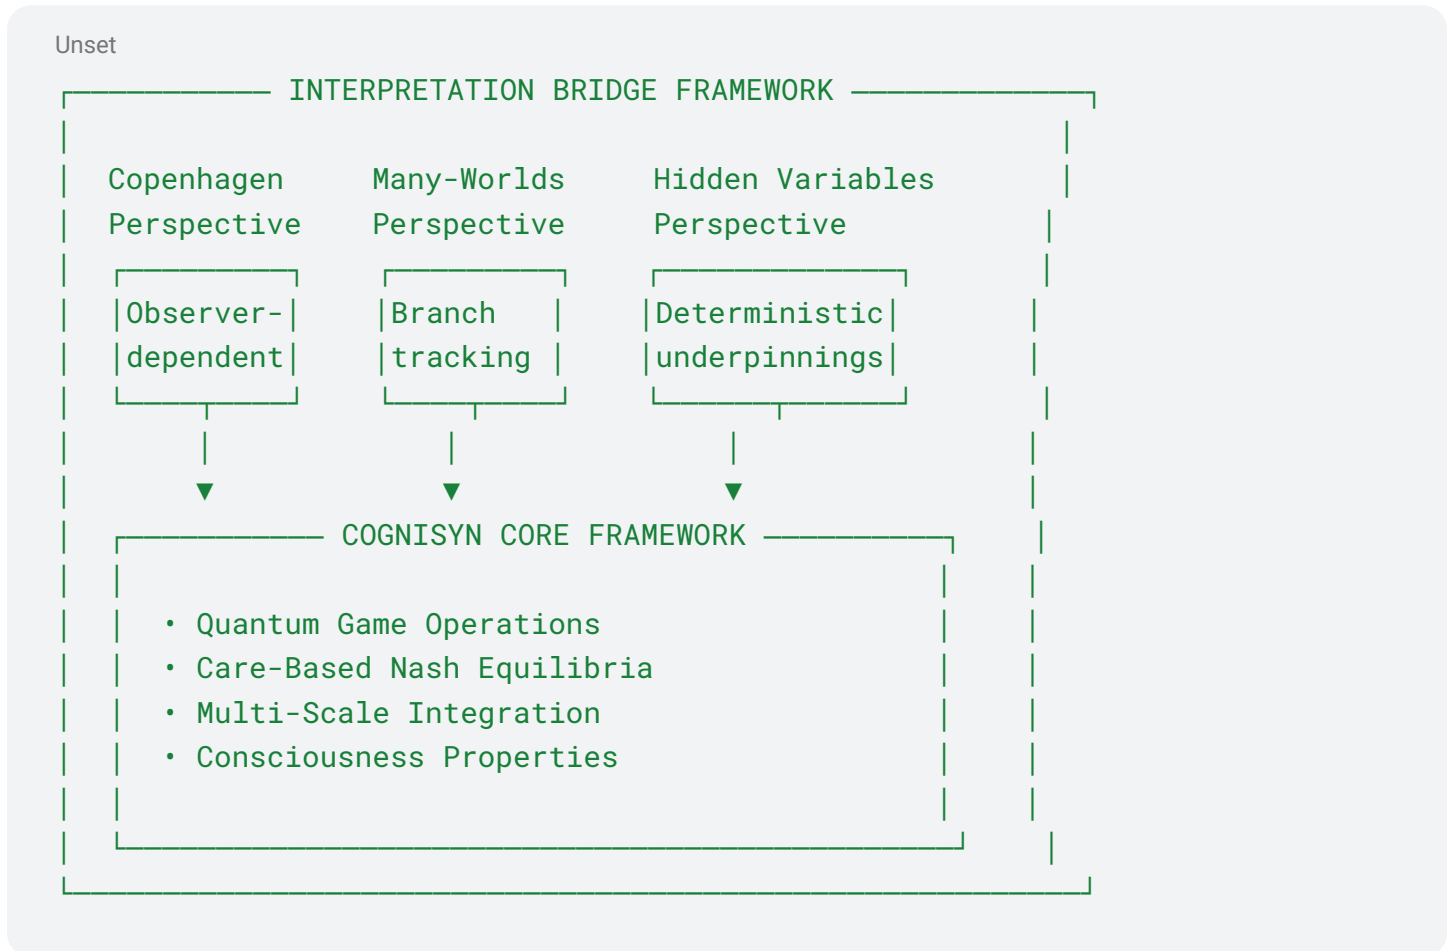 Unset
INTERPRETATION BRIDGE FRAMEWORK
Copenhagen Many-Worlds Hidden Variables
Perspective Perspective Perspective
Observer- Branch Deterministic
dependent tracking underpinnings
COGNISYN CORE FRAMEWORK
• Quantum Game Operations
• Care-Based Nash Equilibria
• Multi-Scale Integration
• Consciousness Properties